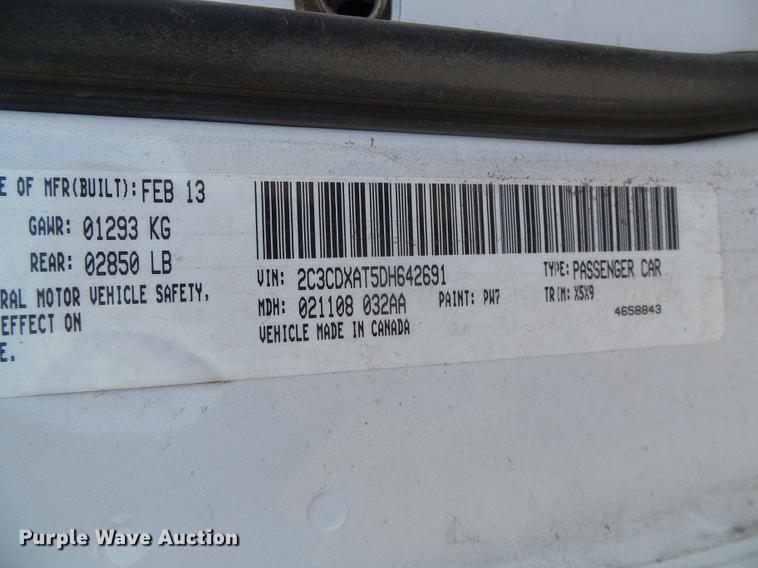 E OF MFR(BUILT): FEB 13
GAWR: 01293 KG
REAR: 02850 LB
RAL MOTOR VEHICLE SAFETY,
EFFECT ON
E.
VIN: 2C3CDXAT5DH642691
TYPE: PASSENGER CAR
MDH: 021108 032AA
PAINT: PW7
TRIM: X5X9
VEHICLE MADE IN CANADA
4658843
Purple Wave Auction